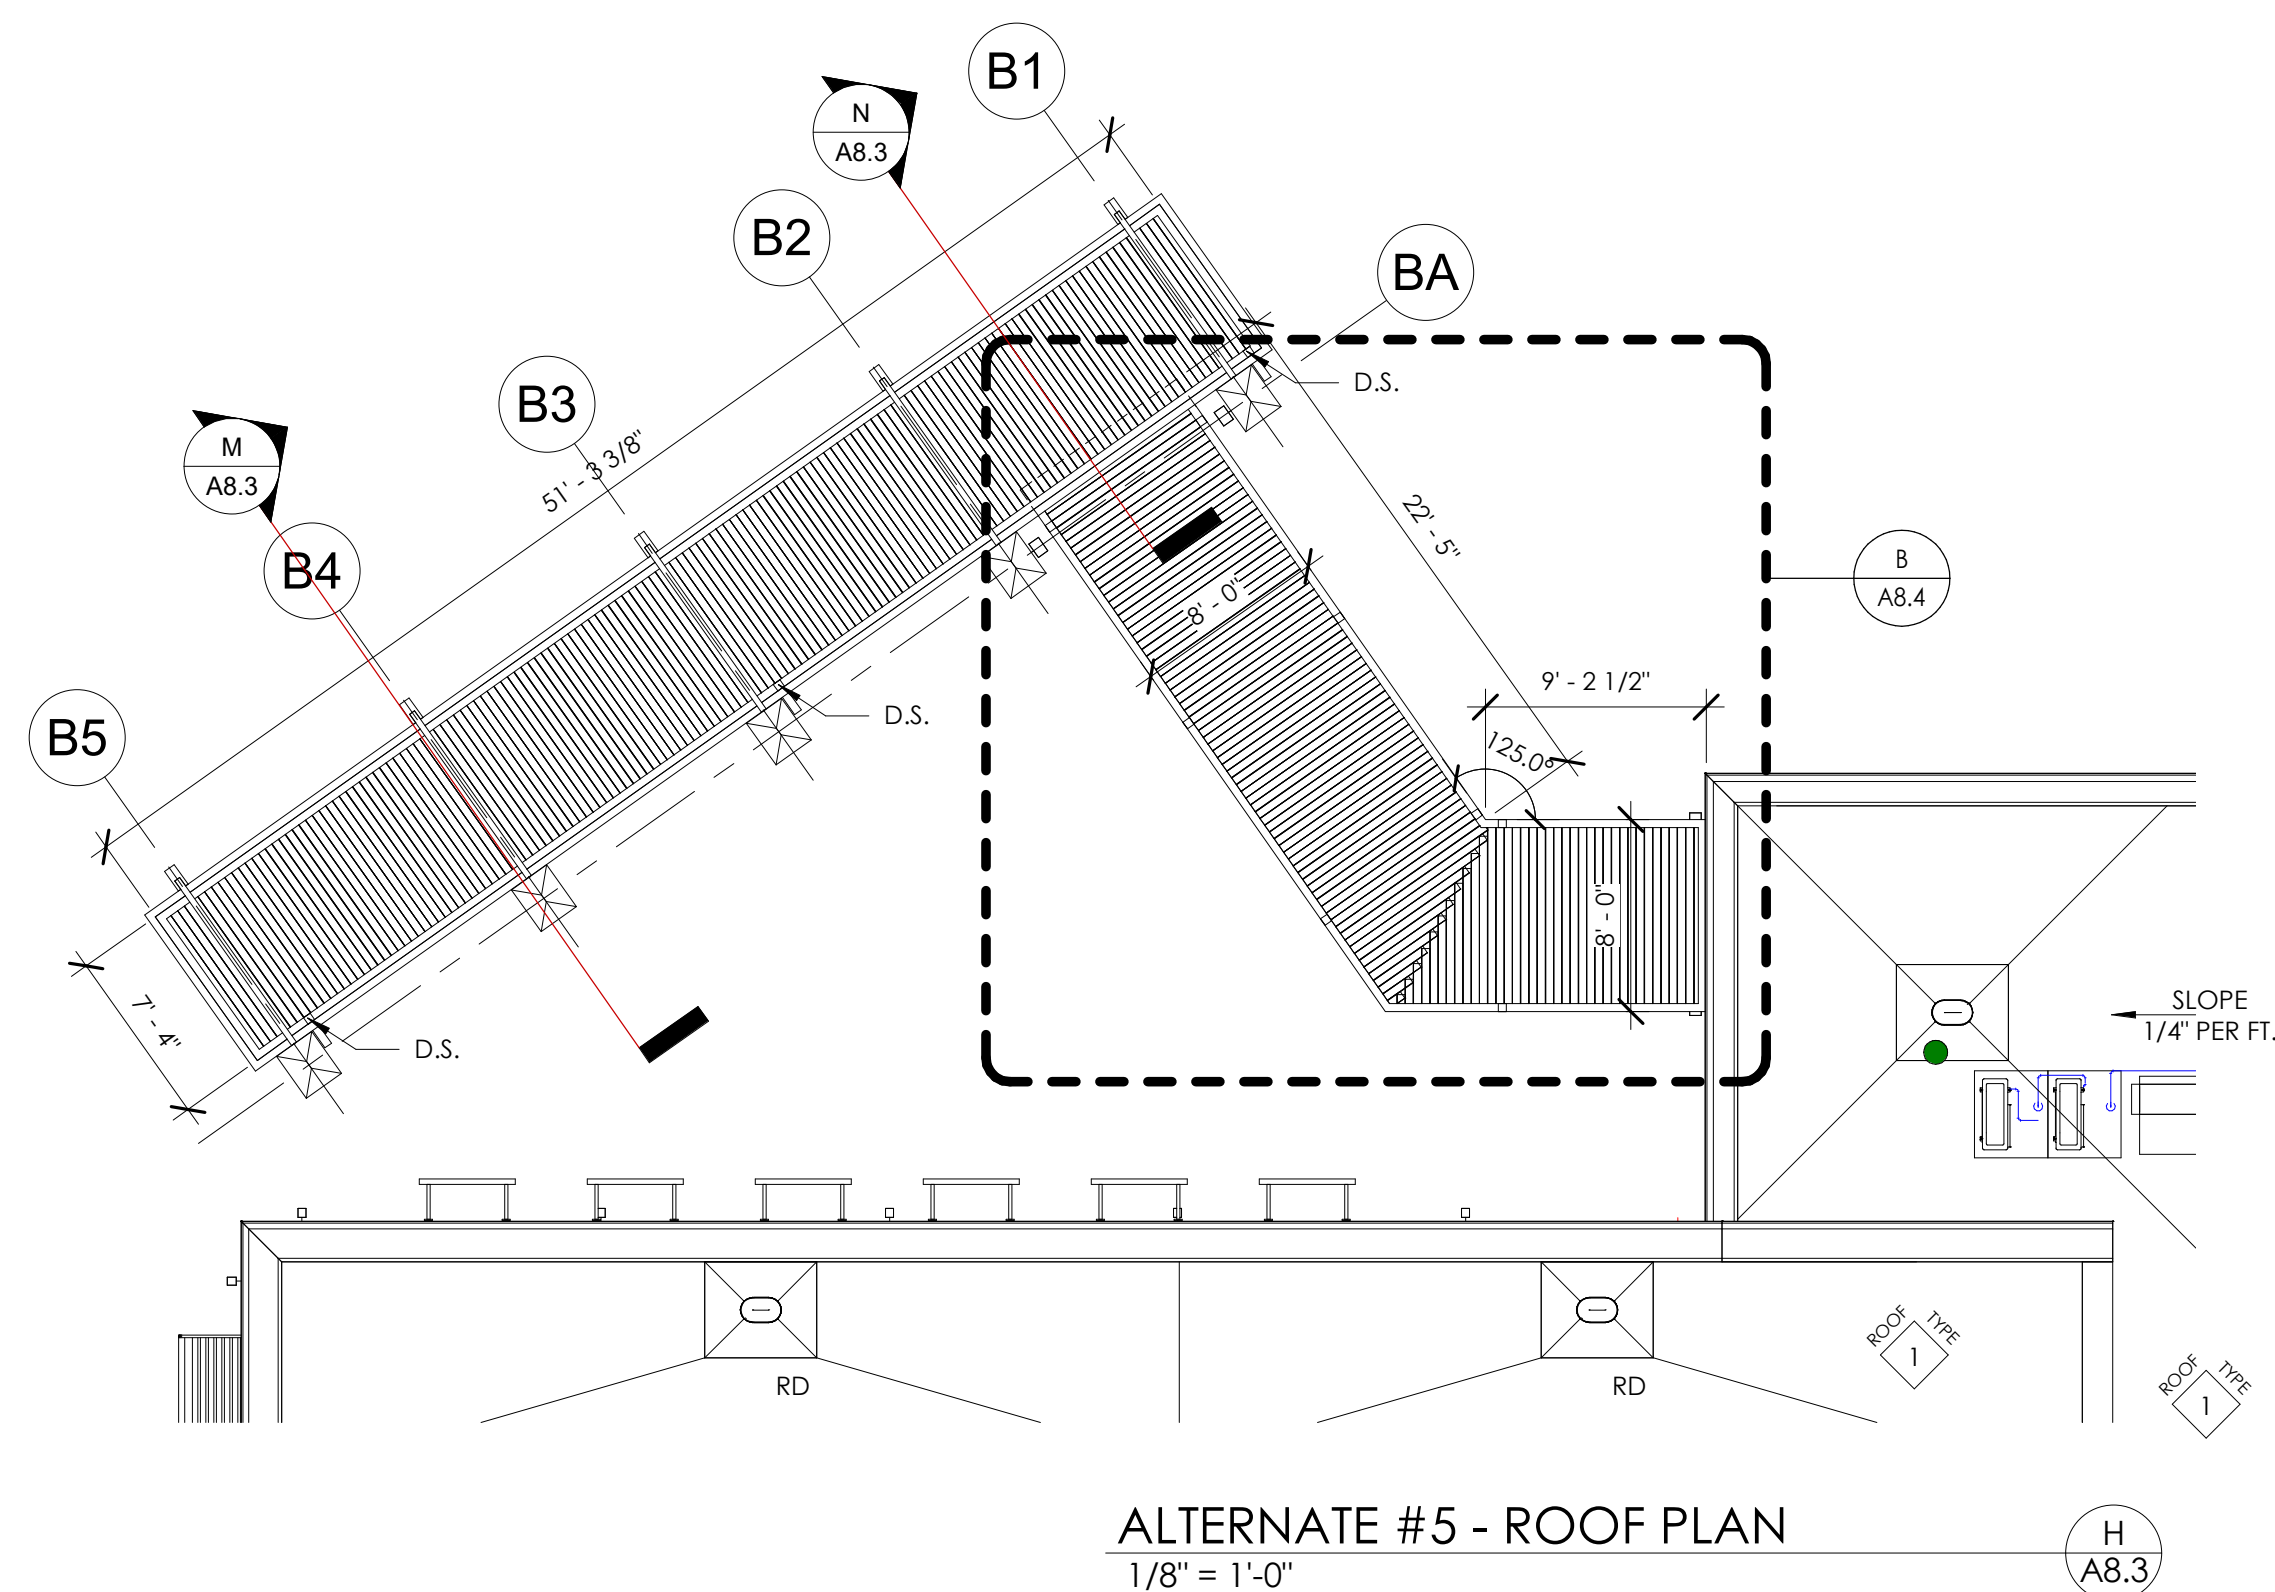 B1
N
A8.3
B2
BA
D.S.
B3
51' - 3 3/8"
M
A8.3
22' - 5"
B4
B
A8.4
8' - 0"
9' - 2 1/2"
D.S.
B5
125.0°
8' - 0"
7' - 4"
D.S.
SLOPE
1/4" PER FT.
RD
RD
ROOF TYPE
1
ROOF TYPE
1
ALTERNATE #5 - ROOF PLAN
1/8" = 1'-0"
H
A8.3